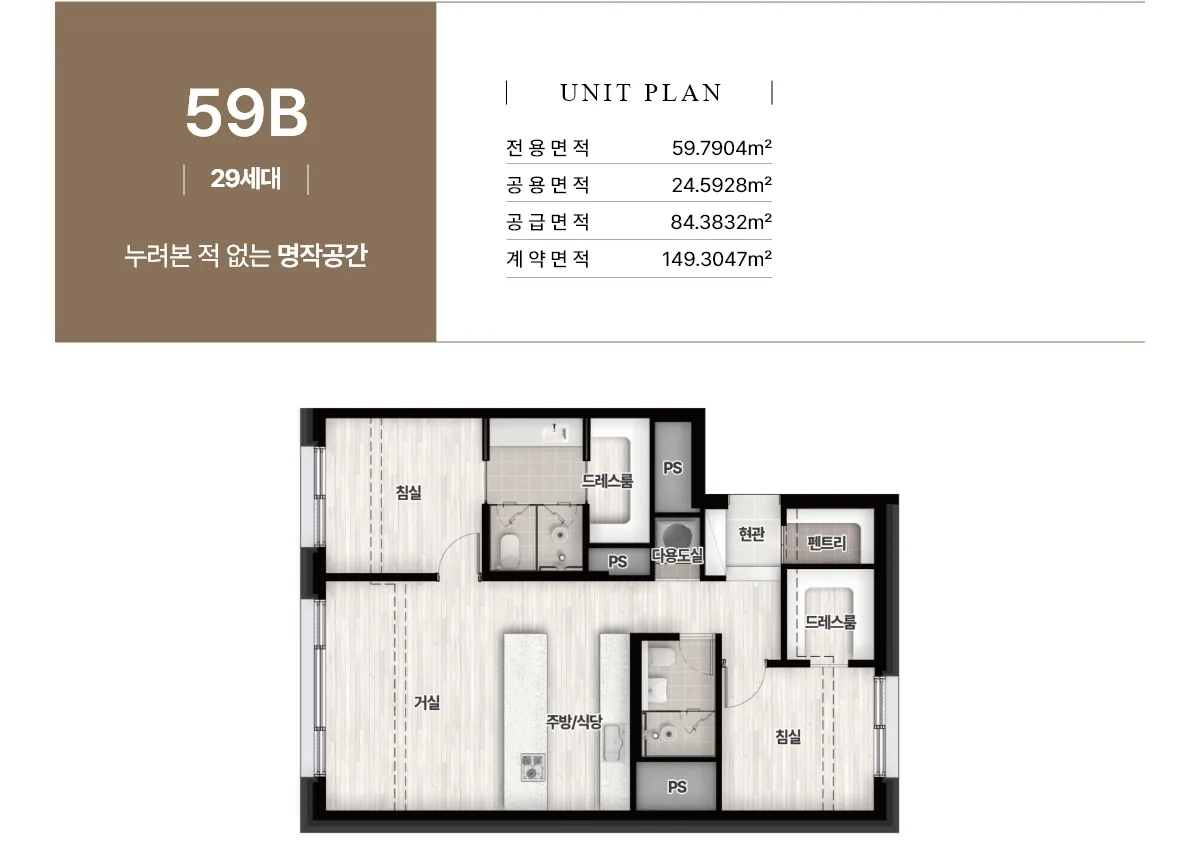 59B
29세대
누려본 적 없는 명작공간
UNIT PLAN
전용면적 59.7904m²
공용면적 24.5928m²
공급면적 84.3832m²
계약면적 149.3047m²
침실
드레스룸
PS
현관
펜트리
PS
다용도실
드레스룸
거실
주방/식당
침실
PS